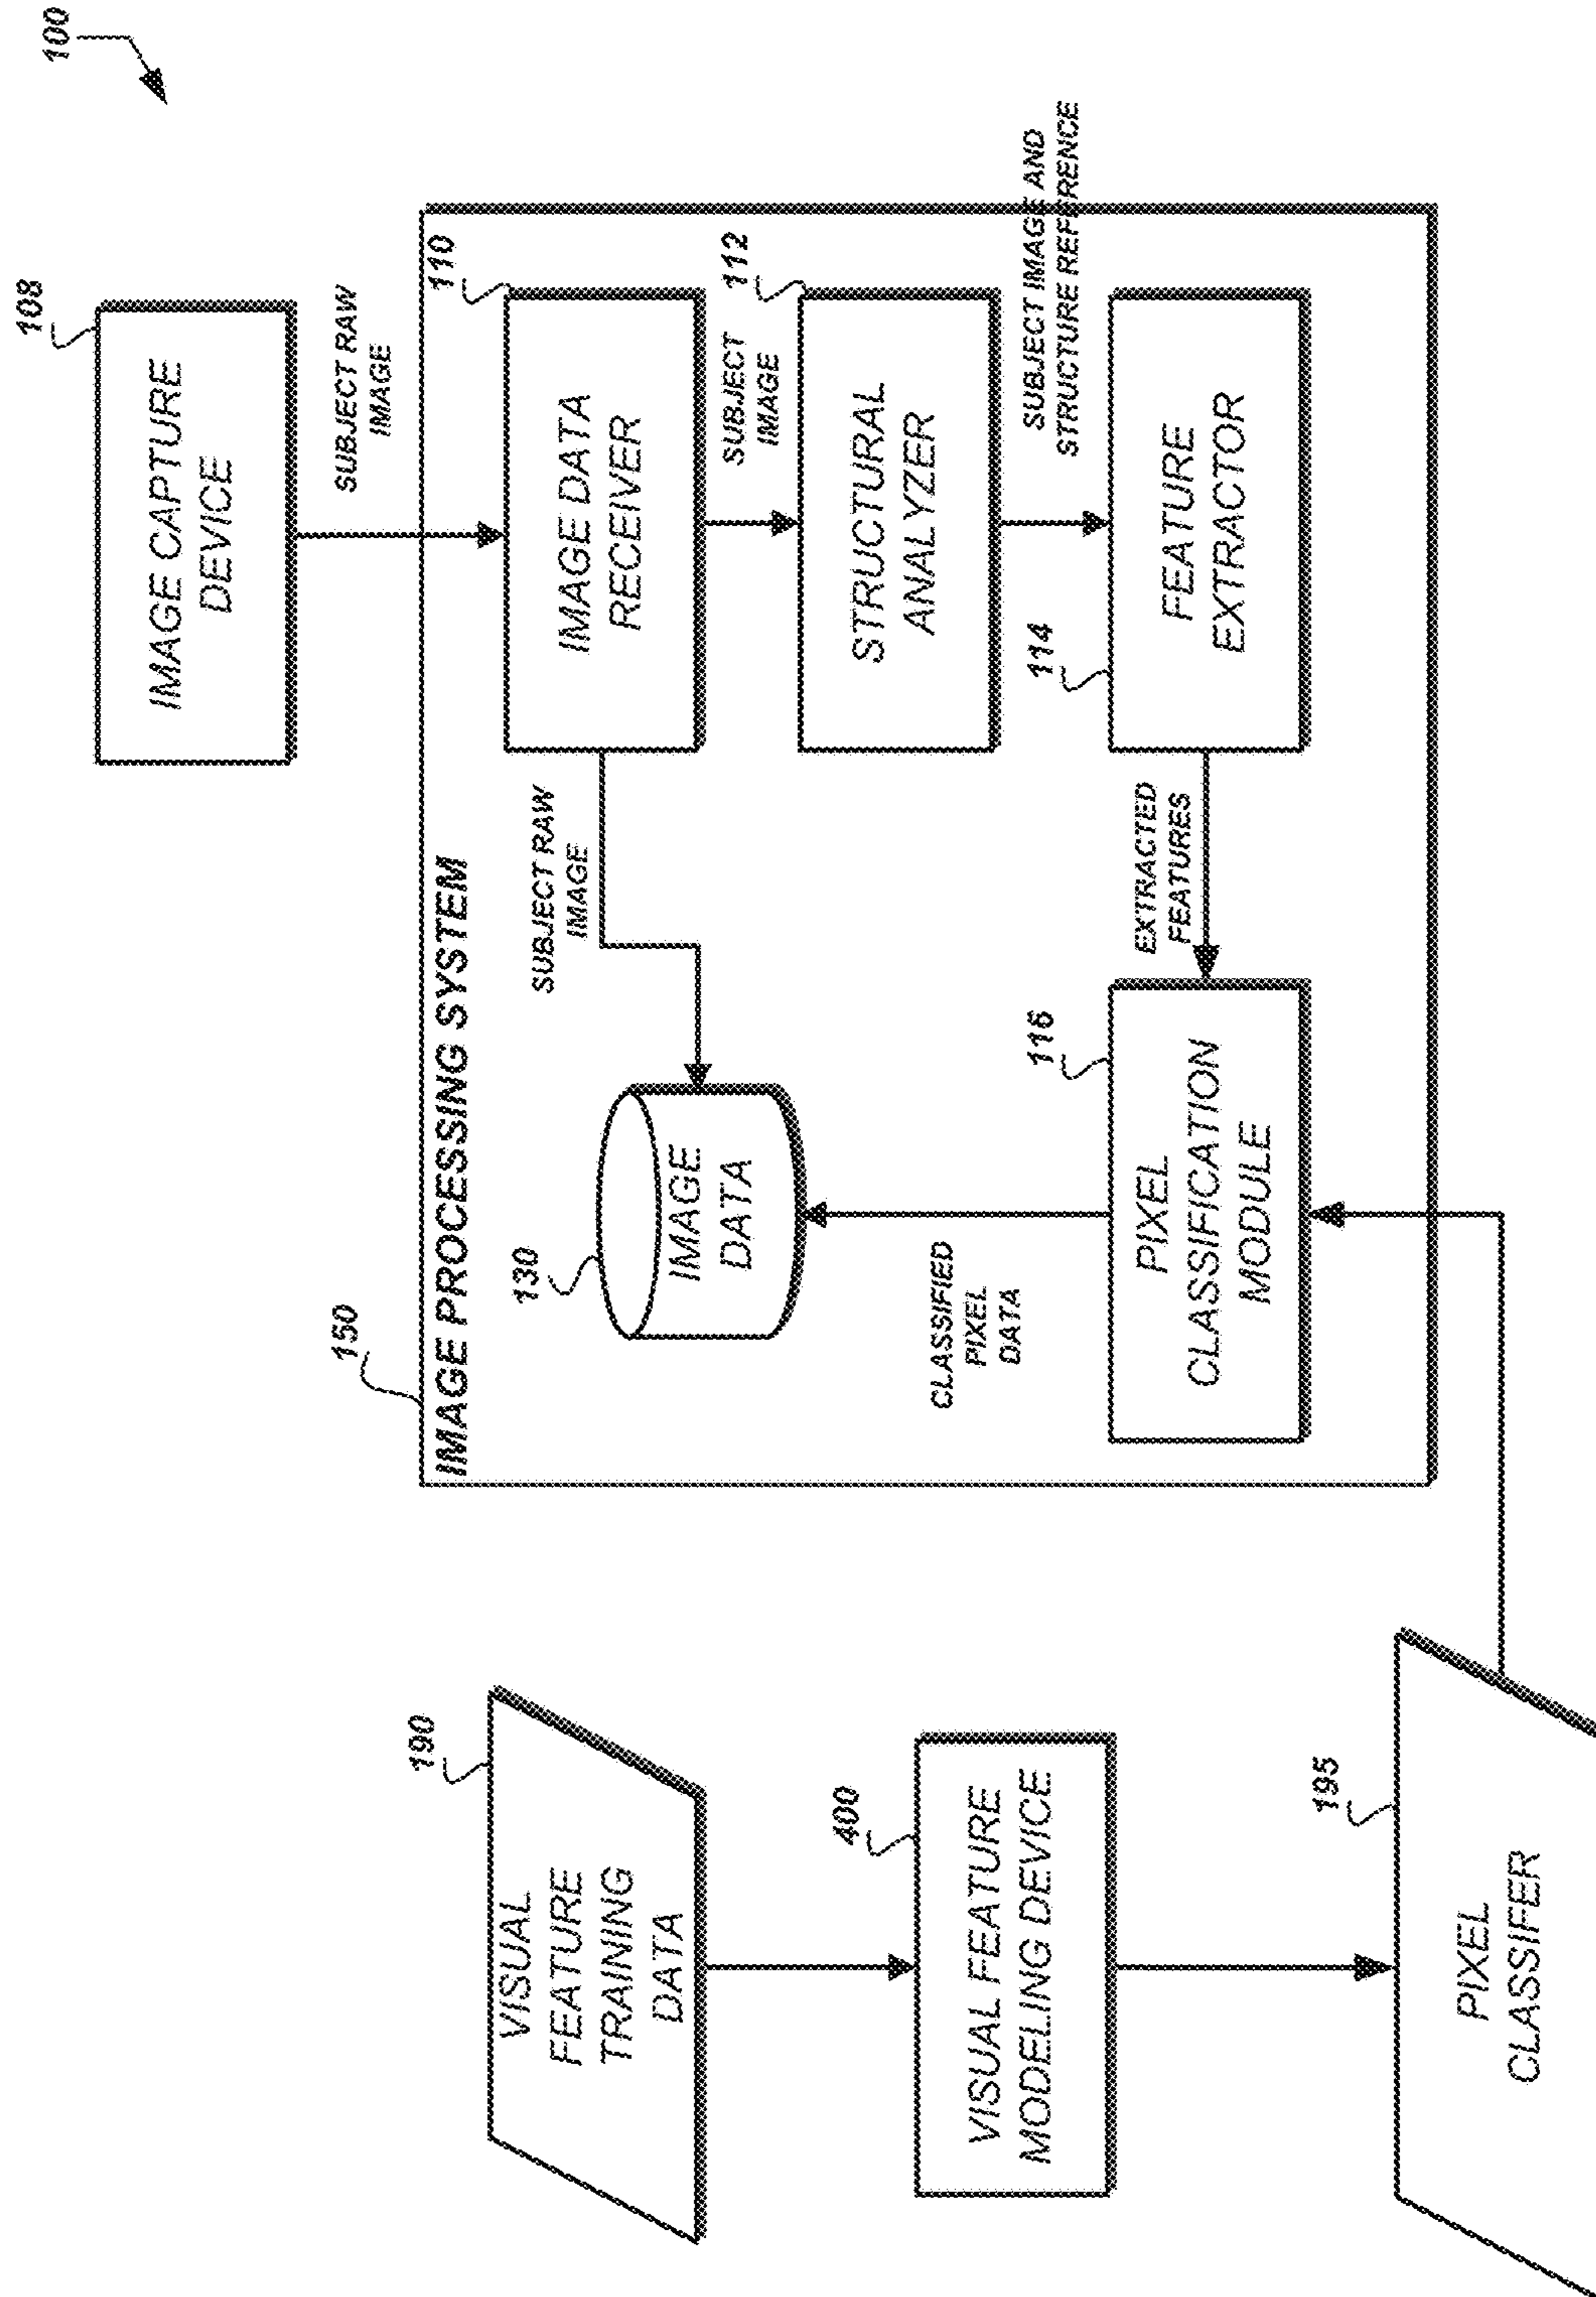 100
108
IMAGE CAPTURE
DEVICE
SUBJECT RAW
IMAGE
150
IMAGE PROCESSING SYSTEM
110
IMAGE DATA
RECEIVER
SUBJECT RAW
IMAGE
SUBJECT
IMAGE
112
STRUCTURAL
ANALYZER
130
IMAGE
DATA
SUBJECT IMAGE AND
STRUCTURE REFERENCE
114
FEATURE
EXTRACTOR
EXTRACTED
FEATURES
116
PIXEL
CLASSIFICATION
MODULE
CLASSIFIED
PIXEL
DATA
190
VISUAL
FEATURE
TRAINING
DATA
400
VISUAL FEATURE
MODELING DEVICE
195
PIXEL
CLASSIFER